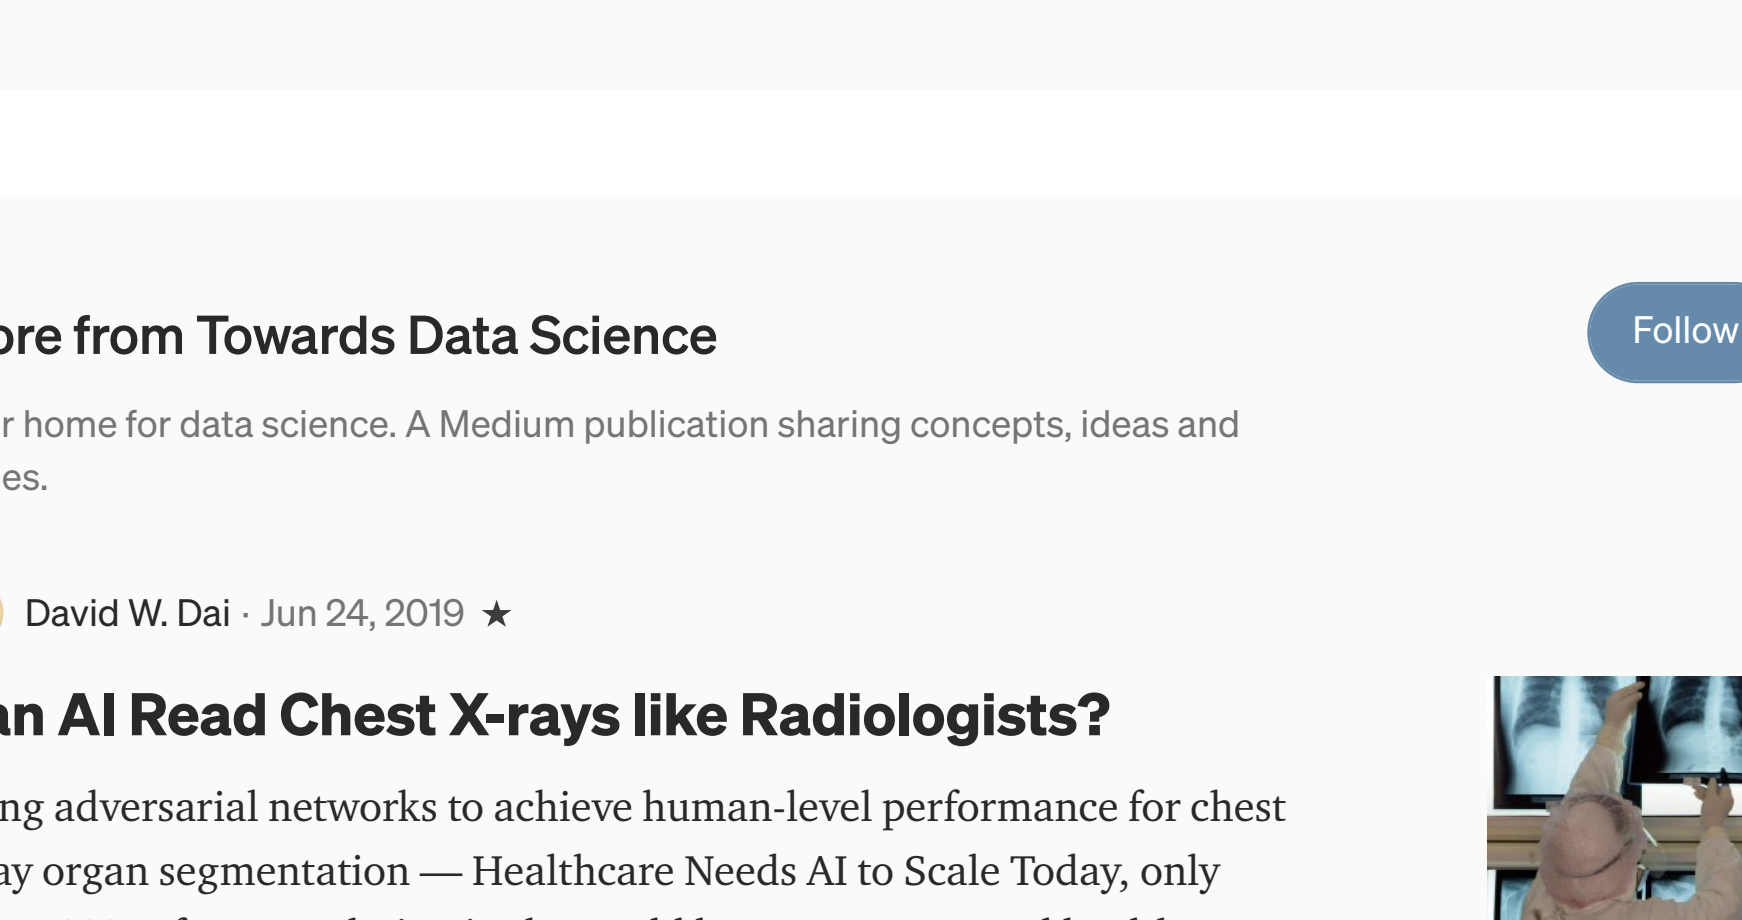 ore from Towards Data Science
Follow
r home for data science. A Medium publication sharing concepts, ideas and
es.
David W. Dai · Jun 24, 2019 ★
an AI Read Chest X-rays like Radiologists?
ng adversarial networks to achieve human-level performance for chest
ay organ segmentation — Healthcare Needs AI to Scale Today, only